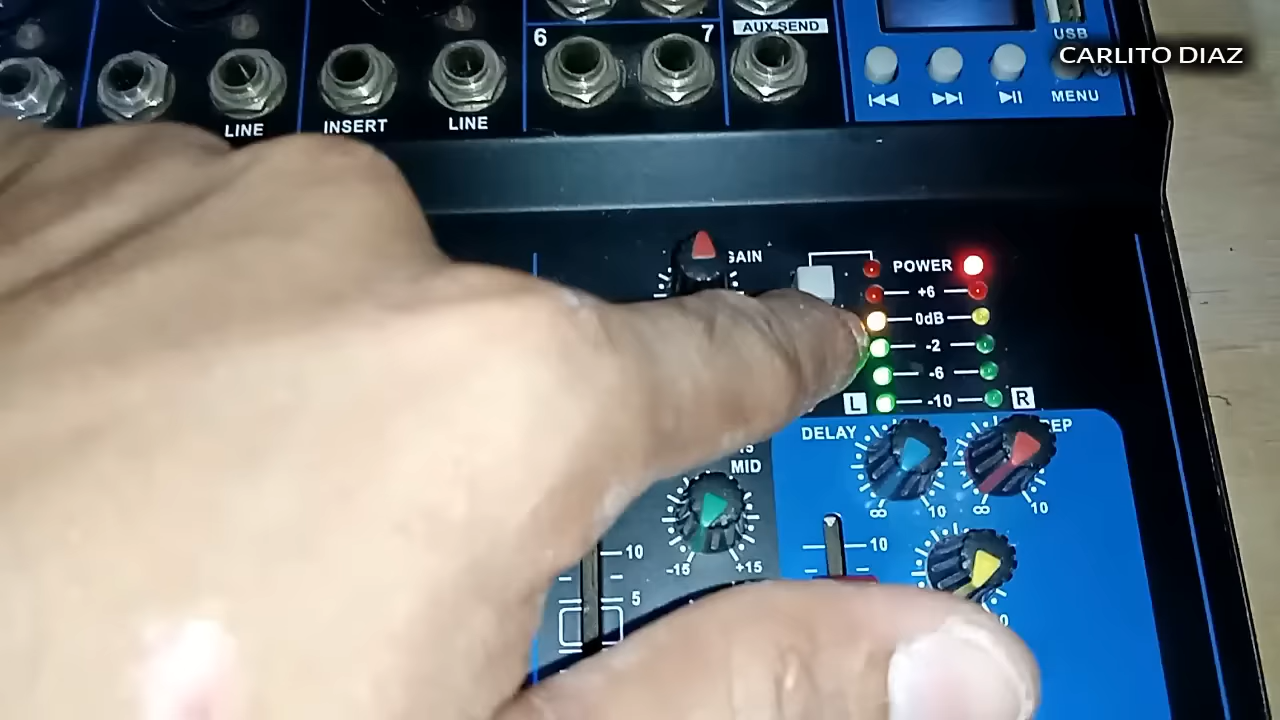 6
7
AUX SEND
USB
CARLITO DIAZ
LINE
INSERT
LINE
MENU
GAIN
POWER
+6
0dB
-2
-6
L -10 R
DELAY
MID
-15 +15
∞ 10 ∞ 10
10
5
10